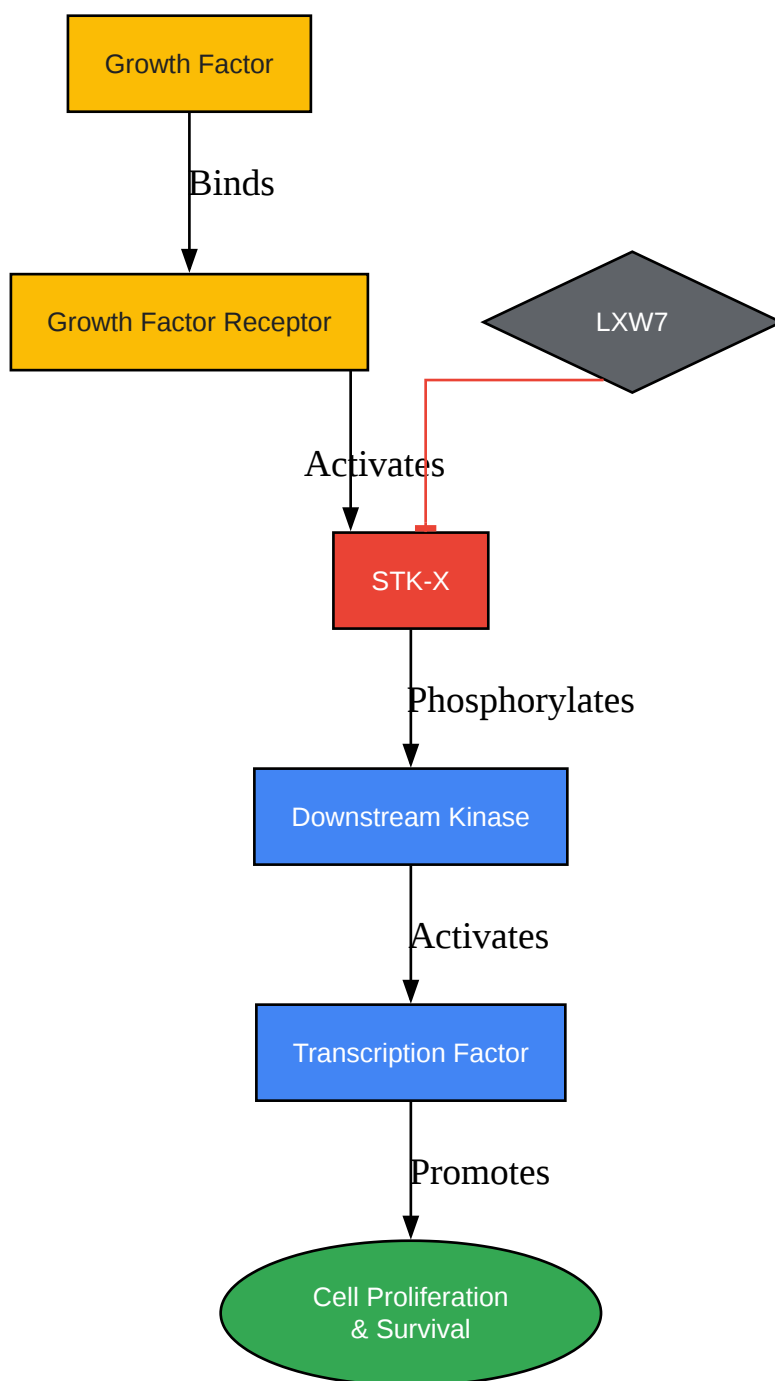 Growth Factor
Binds
Growth Factor Receptor
LXW7
Activates
STK-X
Phosphorylates
Downstream Kinase
Activates
Transcription Factor
Promotes
Cell Proliferation
& Survival